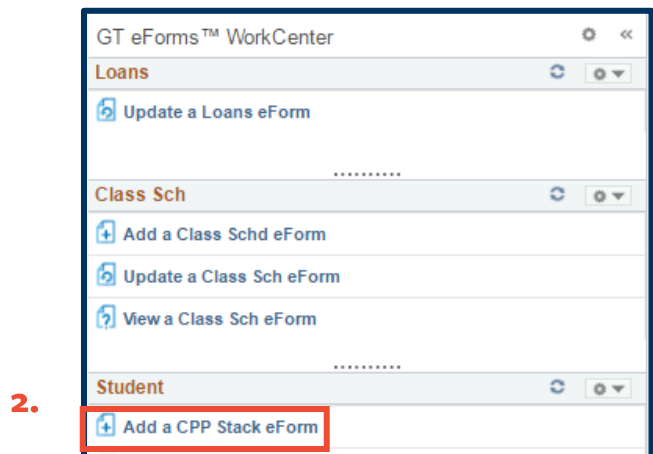 GT eForms™ WorkCenter
Loans
Update a Loans eForm
Class Sch
Add a Class Schd eForm
Update a Class Sch eForm
View a Class Sch eForm
Student
2.
Add a CPP Stack eForm